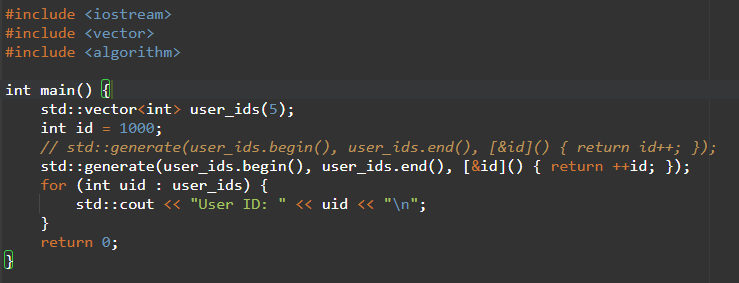 #include <iostream>
#include <vector>
#include <algorithm>

int main() {
    std::vector<int> user_ids(5);
    int id = 1000;
    // std::generate(user_ids.begin(), user_ids.end(), [&id]() { return id++; });
    std::generate(user_ids.begin(), user_ids.end(), [&id]() { return ++id; });
    for (int uid : user_ids) {
        std::cout << "User ID: " << uid << "\n";
    }
    return 0;
}